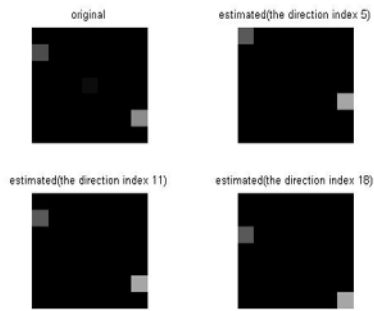 original
estimated(the direction index 5)
estimated(the direction index 11)
estimated(the direction index 18)